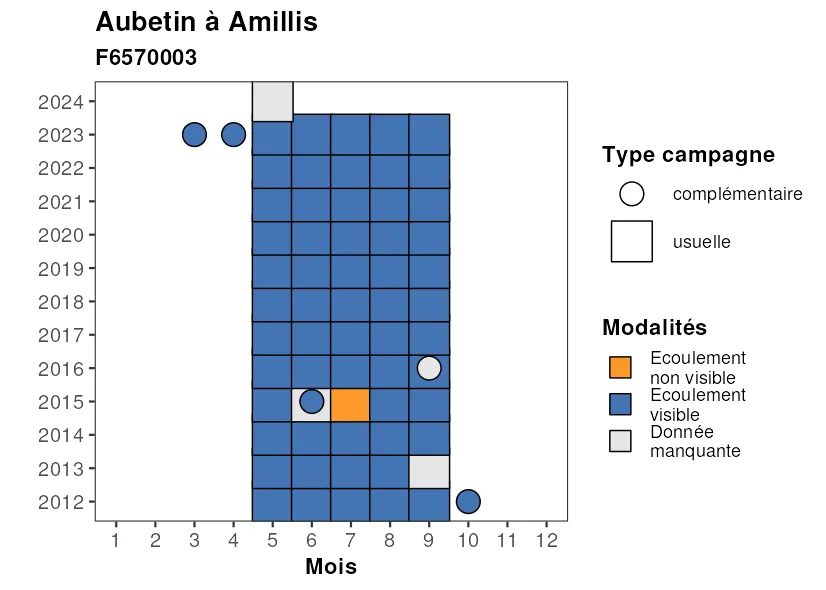 Aubetin à Amillis
F6570003
2024
2023
2022
2021
2020
2019
2018
2017
2016
2015
2014
2013
2012
1 2 3 4 5 6 7 8 9 10 11 12
Mois
Type campagne
complémentaire
usuelle
Modalités
Ecoulement
non visible
Ecoulement
visible
Donnée
manquante